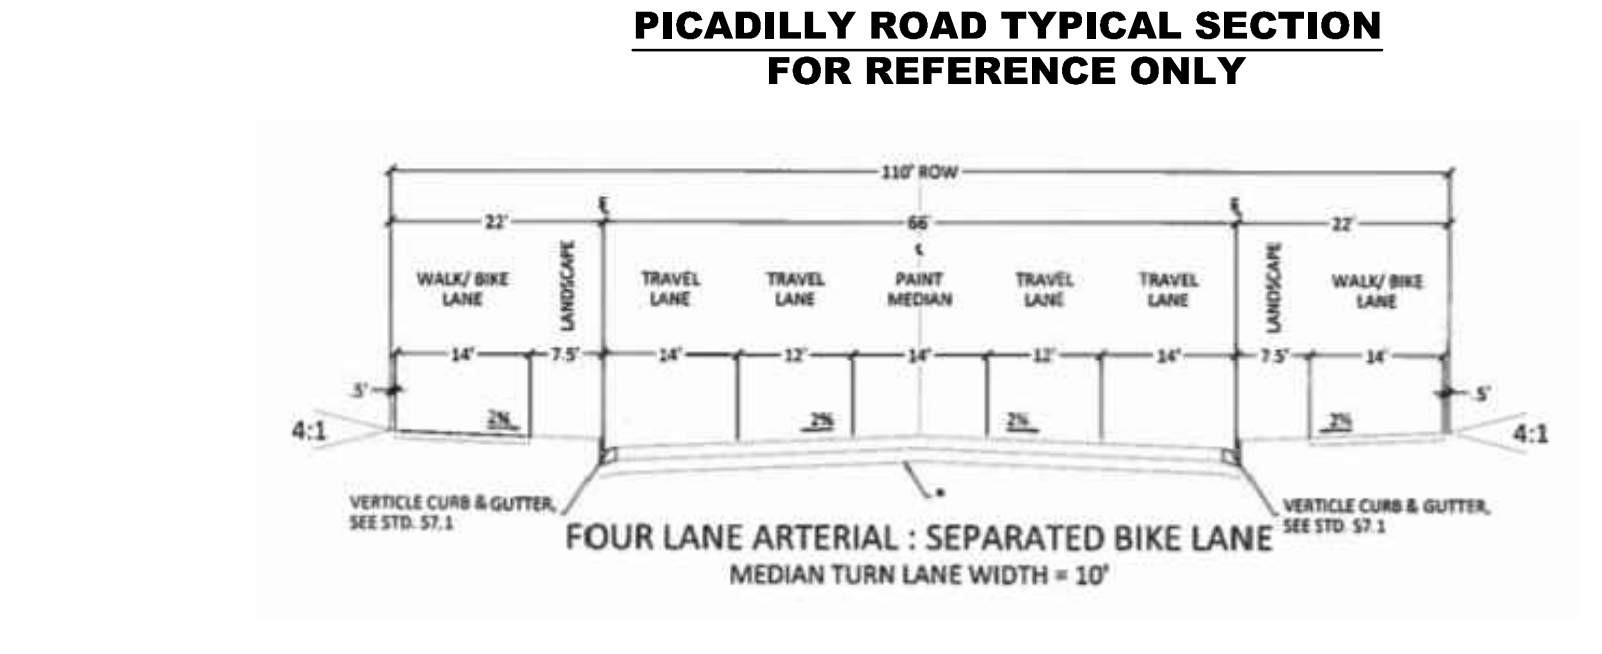 PICADILLY ROAD TYPICAL SECTION
FOR REFERENCE ONLY
110' ROW
22'
66'
22'
WALK/ BIKE
LANE
LANDSCAPE
TRAVEL
LANE
TRAVEL
LANE
PAINT
MEDIAN
TRAVEL
LANE
TRAVEL
LANE
LANDSCAPE
WALK/ BIKE
LANE
14'
7.5'
14'
12'
14'
12'
14'
7.5'
14'
.5'
.5'
2%
2%
2%
2%
4:1
4:1
VERTICLE CURB & GUTTER,
SEE STD. S7.1
VERTICLE CURB & GUTTER,
SEE STD. S7.1
FOUR LANE ARTERIAL : SEPARATED BIKE LANE
MEDIAN TURN LANE WIDTH = 10'